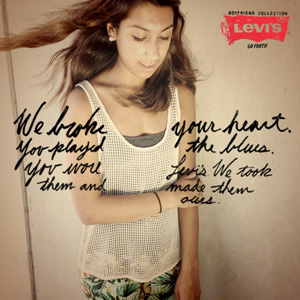 BOYFRIEND COLLECTION
LEVI'S
GO FORTH
We broke your heart.
You played the blues.
You wore Levi's. We took
them and made them
ours.